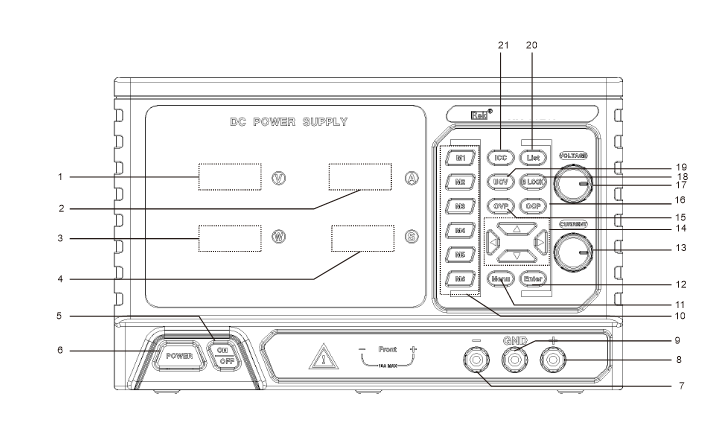 21 20
DC POWER SUPPLY
Rek®
M1 ICC List VOLTAGE
1 V A 19
M2 UCV LOCK 18
17
2 M3 OVP OCP 16
15
3 W S M4 CURRENT 14
M5 13
4 M6 Menu Enter 12
11
5 10
6 POWER ON
OFF
− Front + − GND + 9
8
7